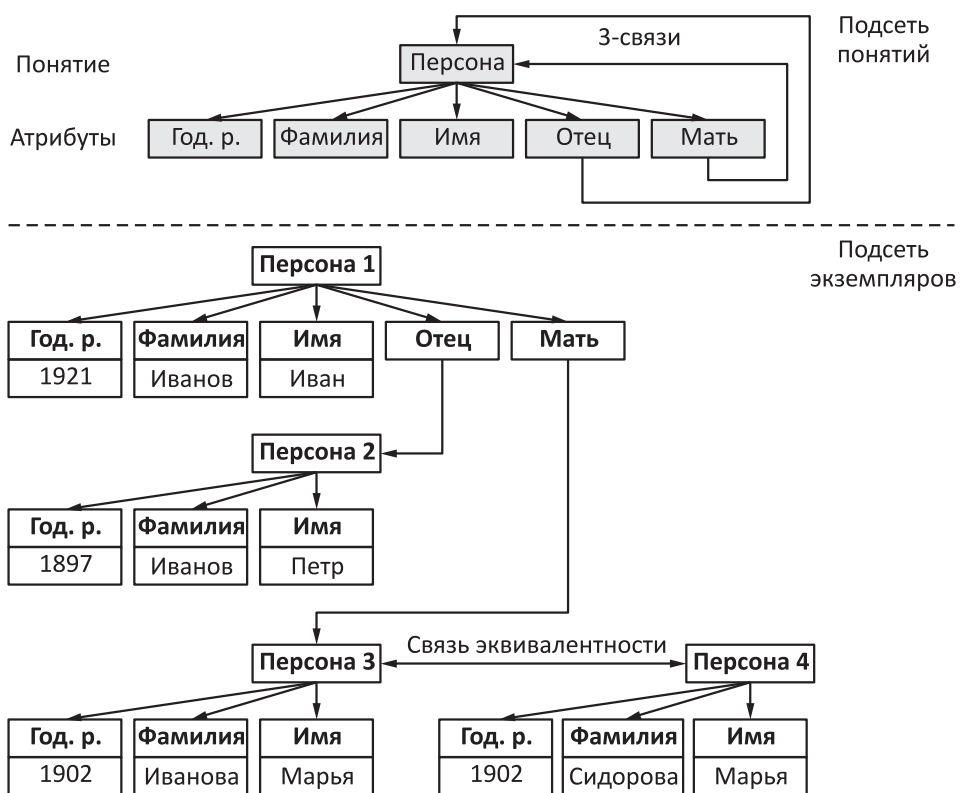 Подсеть
понятий
3-связи
Понятие
Персона
Атрибуты
Год. р.
Фамилия
Имя
Отец
Мать
Подсеть
экземпляров
Персона 1
Год. р.
Фамилия
Имя
Отец
Мать
1921
Иванов
Иван
Персона 2
Год. р.
Фамилия
Имя
1897
Иванов
Петр
Связь эквивалентности
Персона 3
Персона 4
Год. р.
Фамилия
Имя
Год. р.
Фамилия
Имя
1902
Иванова
Марья
1902
Сидорова
Марья